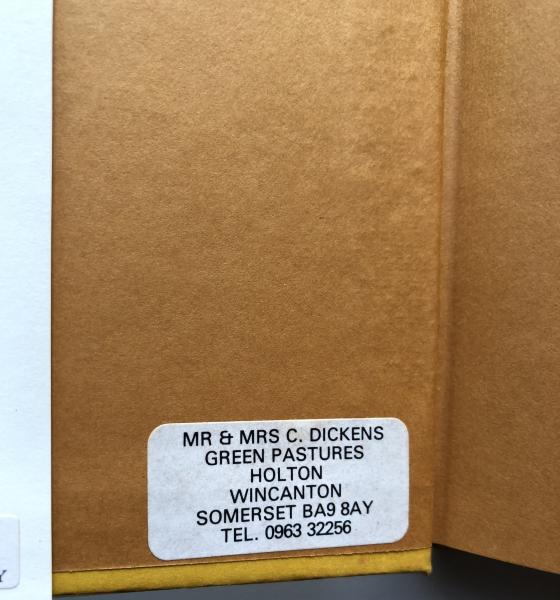 MR & MRS C. DICKENS
GREEN PASTURES
HOLTON
WINCANTON
SOMERSET BA9 8AY
TEL. 0963 32256
Y